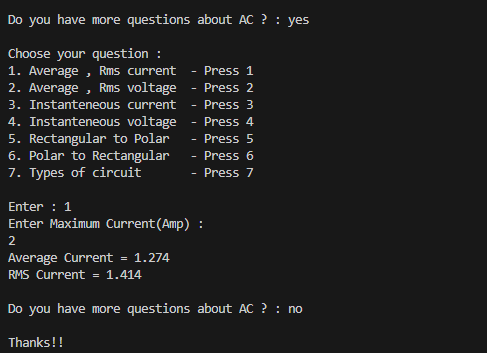 Do you have more questions about AC ? : yes
Choose your question :
1. Average , Rms current  - Press 1
2. Average , Rms voltage  - Press 2
3. Instanteneous current  - Press 3
4. Instanteneous voltage  - Press 4
5. Rectangular to Polar   - Press 5
6. Polar to Rectangular   - Press 6
7. Types of circuit       - Press 7
Enter : 1
Enter Maximum Current(Amp) :
2
Average Current = 1.274
RMS Current = 1.414
Do you have more questions about AC ? : no
Thanks!!